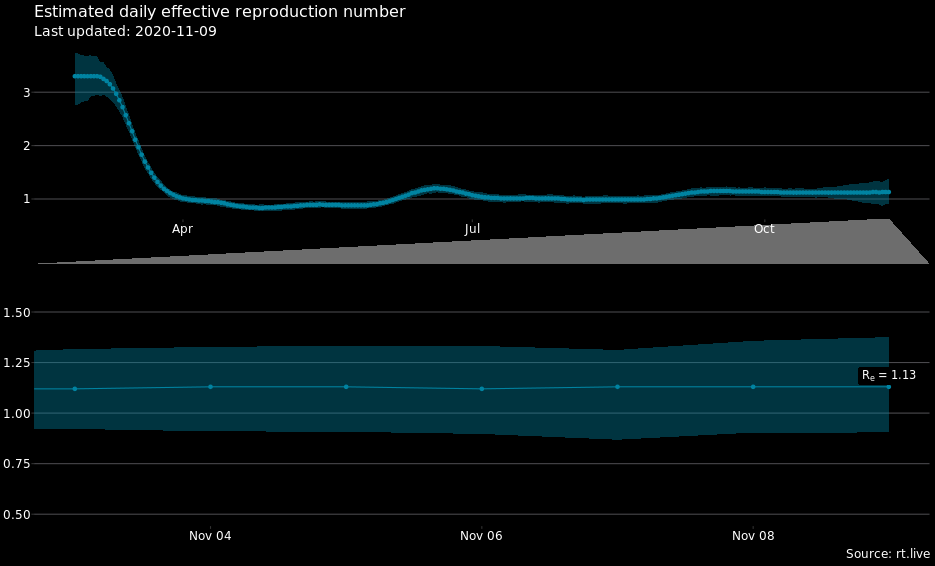 Estimated daily effective reproduction number
Last updated: 2020-11-09
3
2
1
Apr Jul Oct
1.50
1.25
Rₑ = 1.13
1.00
0.75
0.50
Nov 04 Nov 06 Nov 08
Source: rt.live